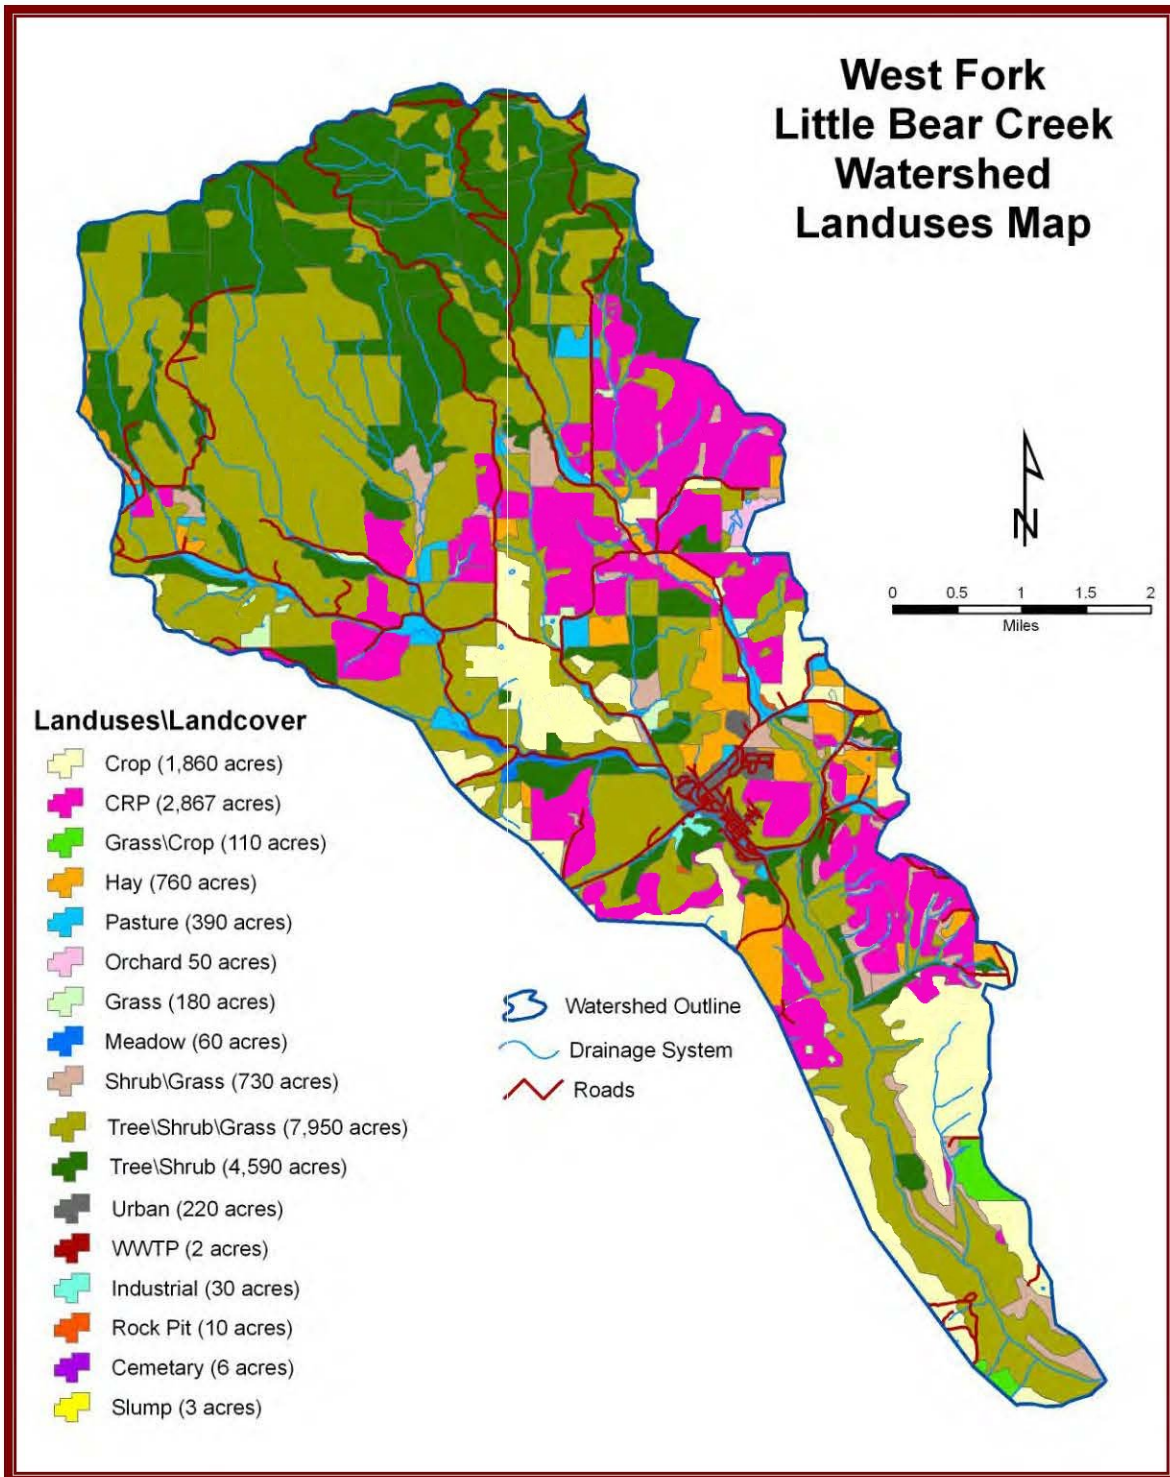 West Fork
Little Bear Creek
Watershed
Landuses Map
N
0 0.5 1 1.5 2
Miles
Landuses\Landcover
Crop (1,860 acres)
CRP (2,867 acres)
Grass\Crop (110 acres)
Hay (760 acres)
Pasture (390 acres)
Orchard 50 acres)
Grass (180 acres)
Meadow (60 acres)
Shrub\Grass (730 acres)
Tree\Shrub\Grass (7,950 acres)
Tree\Shrub (4,590 acres)
Urban (220 acres)
WWTP (2 acres)
Industrial (30 acres)
Rock Pit (10 acres)
Cemetary (6 acres)
Slump (3 acres)
Watershed Outline
Drainage System
Roads